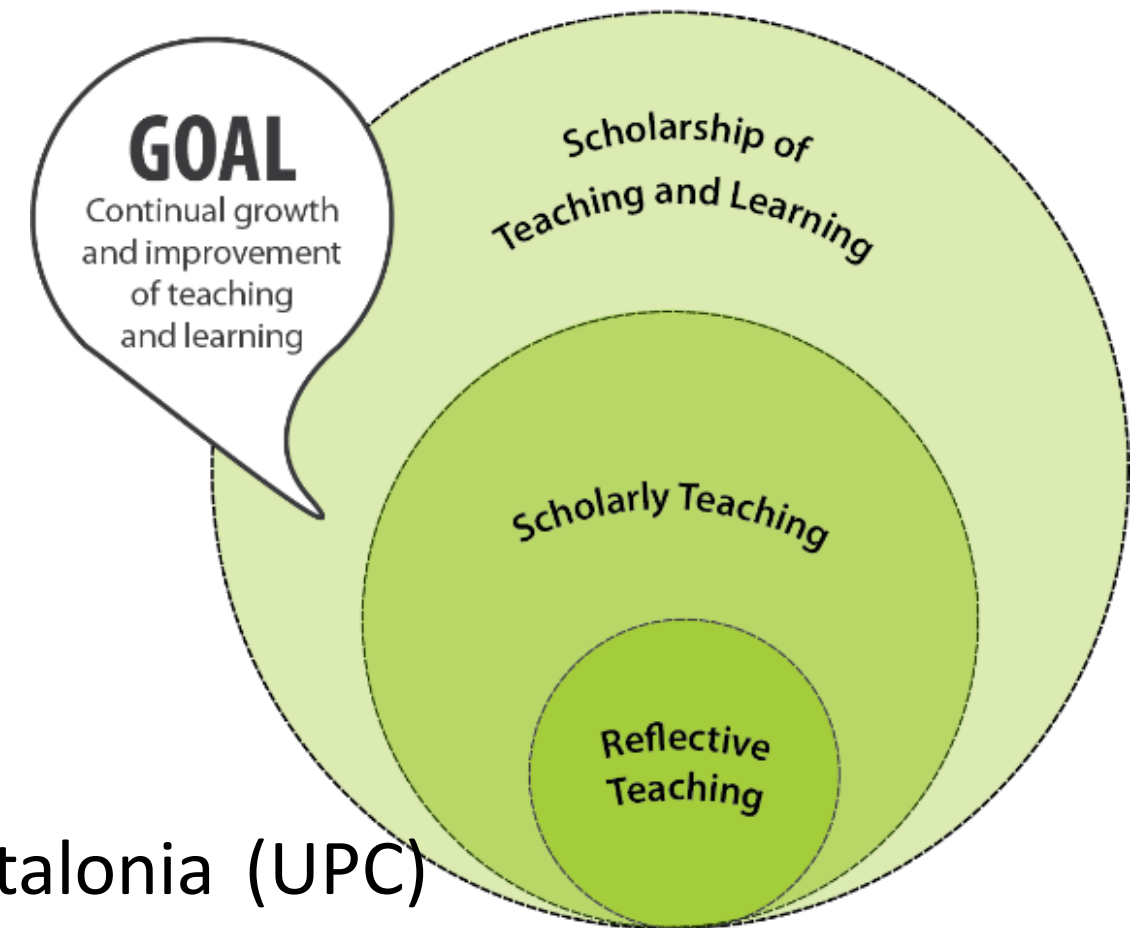 GOAL
Continual growth
and improvement
of teaching
and learning
Scholarship of
Teaching and Learning
Scholarly Teaching
Reflective
Teaching
talonia (UPC)